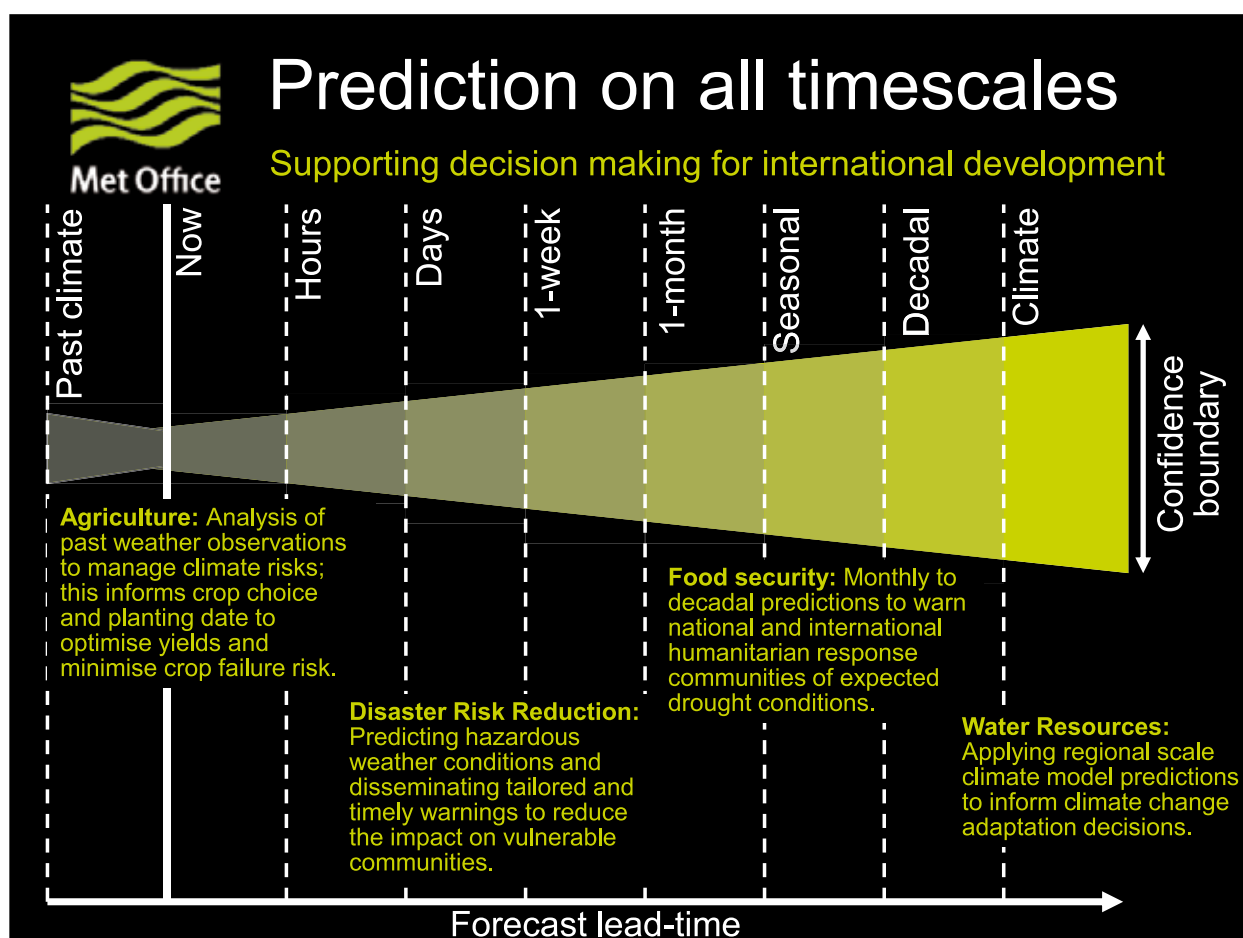 Prediction on all timescales
Supporting decision making for international development
Met Office
Past climate
Now
Hours
Days
1-week
1-month
Seasonal
Decadal
Climate
Confidence
boundary
Agriculture: Analysis of
past weather observations
to manage climate risks;
this informs crop choice
and planting date to
optimise yields and
minimise crop failure risk.
Disaster Risk Reduction:
Predicting hazardous
weather conditions and
disseminating tailored and
timely warnings to reduce
the impact on vulnerable
communities.
Food security: Monthly to
decadal predictions to warn
national and international
humanitarian response
communities of expected
drought conditions.
Water Resources:
Applying regional scale
climate model predictions
to inform climate change
adaptation decisions.
Forecast lead-time